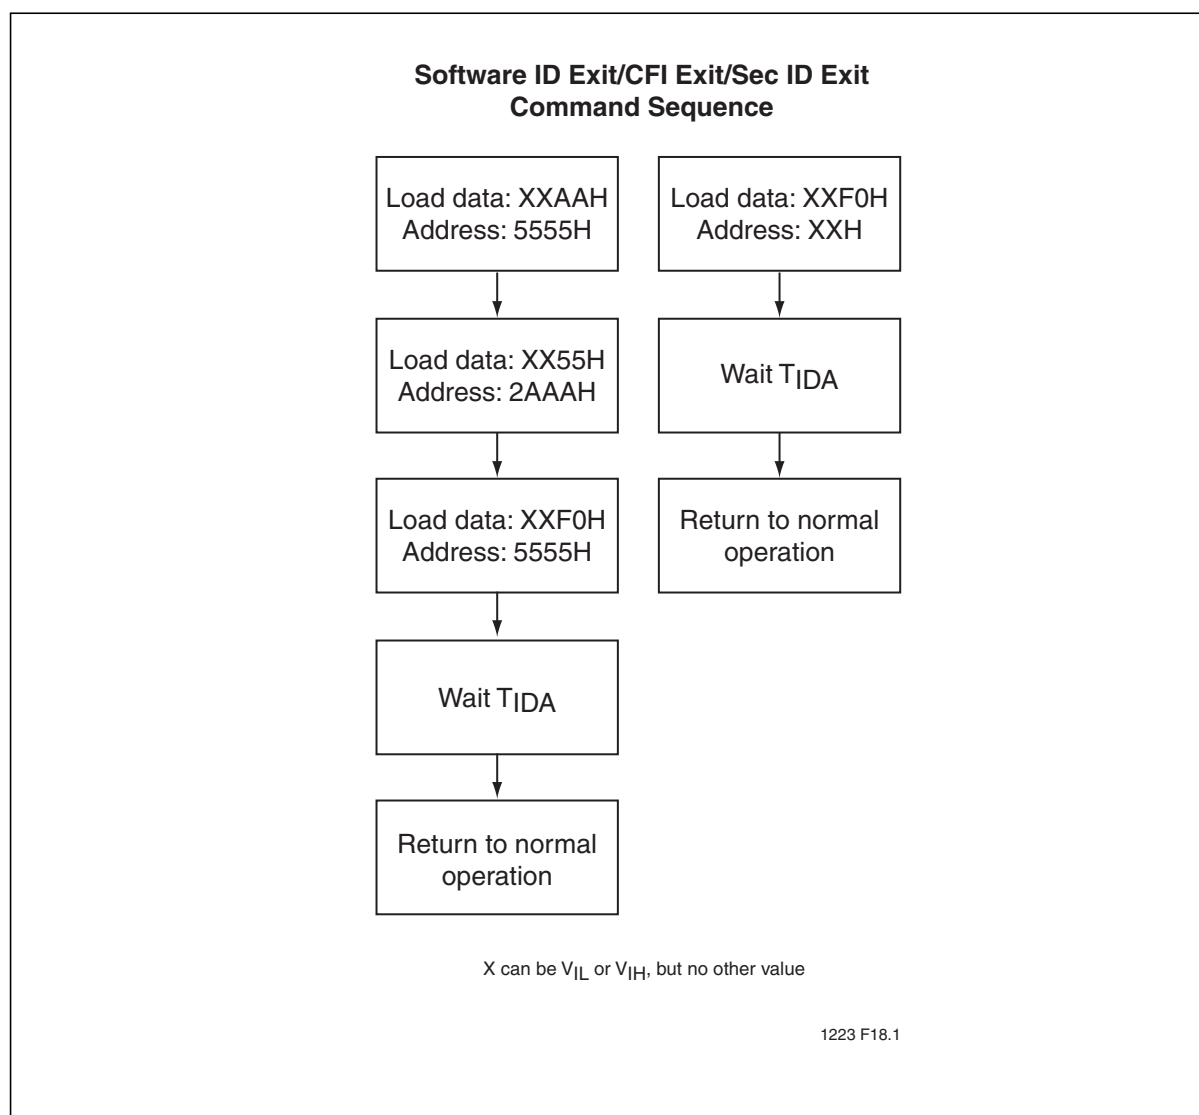 Software ID Exit/CFI Exit/Sec ID Exit
Command Sequence
Load data: XXAAH
Address: 5555H
Load data: XX55H
Address: 2AAAH
Load data: XXF0H
Address: 5555H
Wait TIDA
Return to normal
operation
Load data: XXF0H
Address: XXH
Wait TIDA
Return to normal
operation
X can be VIL or VIH, but no other value
1223 F18.1